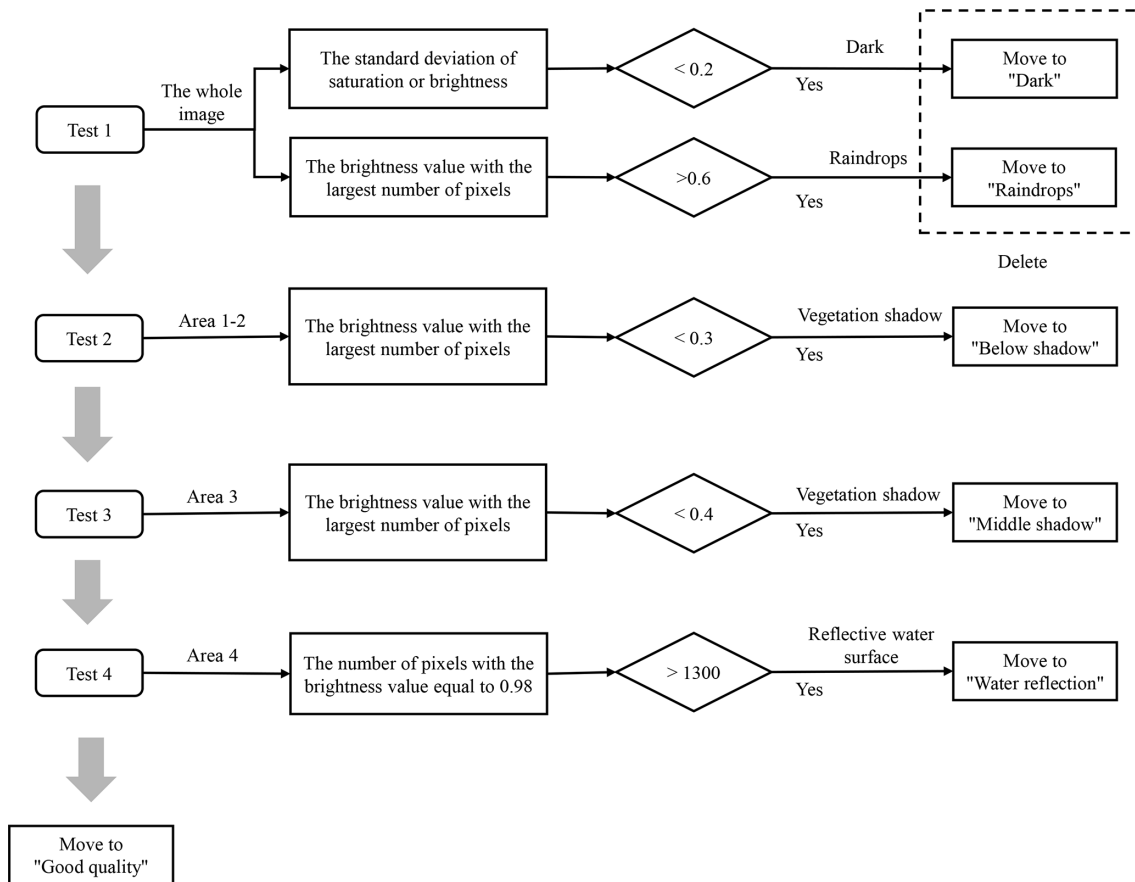 Test 1
The whole
image
The standard deviation of
saturation or brightness
< 0.2
Dark
Yes
Move to
"Dark"
The brightness value with the
largest number of pixels
>0.6
Raindrops
Yes
Move to
"Raindrops"
Delete
Test 2
Area 1-2
The brightness value with the
largest number of pixels
< 0.3
Vegetation shadow
Yes
Move to
"Below shadow"
Test 3
Area 3
The brightness value with the
largest number of pixels
< 0.4
Vegetation shadow
Yes
Move to
"Middle shadow"
Test 4
Area 4
The number of pixels with the
brightness value equal to 0.98
> 1300
Reflective water
surface
Yes
Move to
"Water reflection"
Move to
"Good quality"